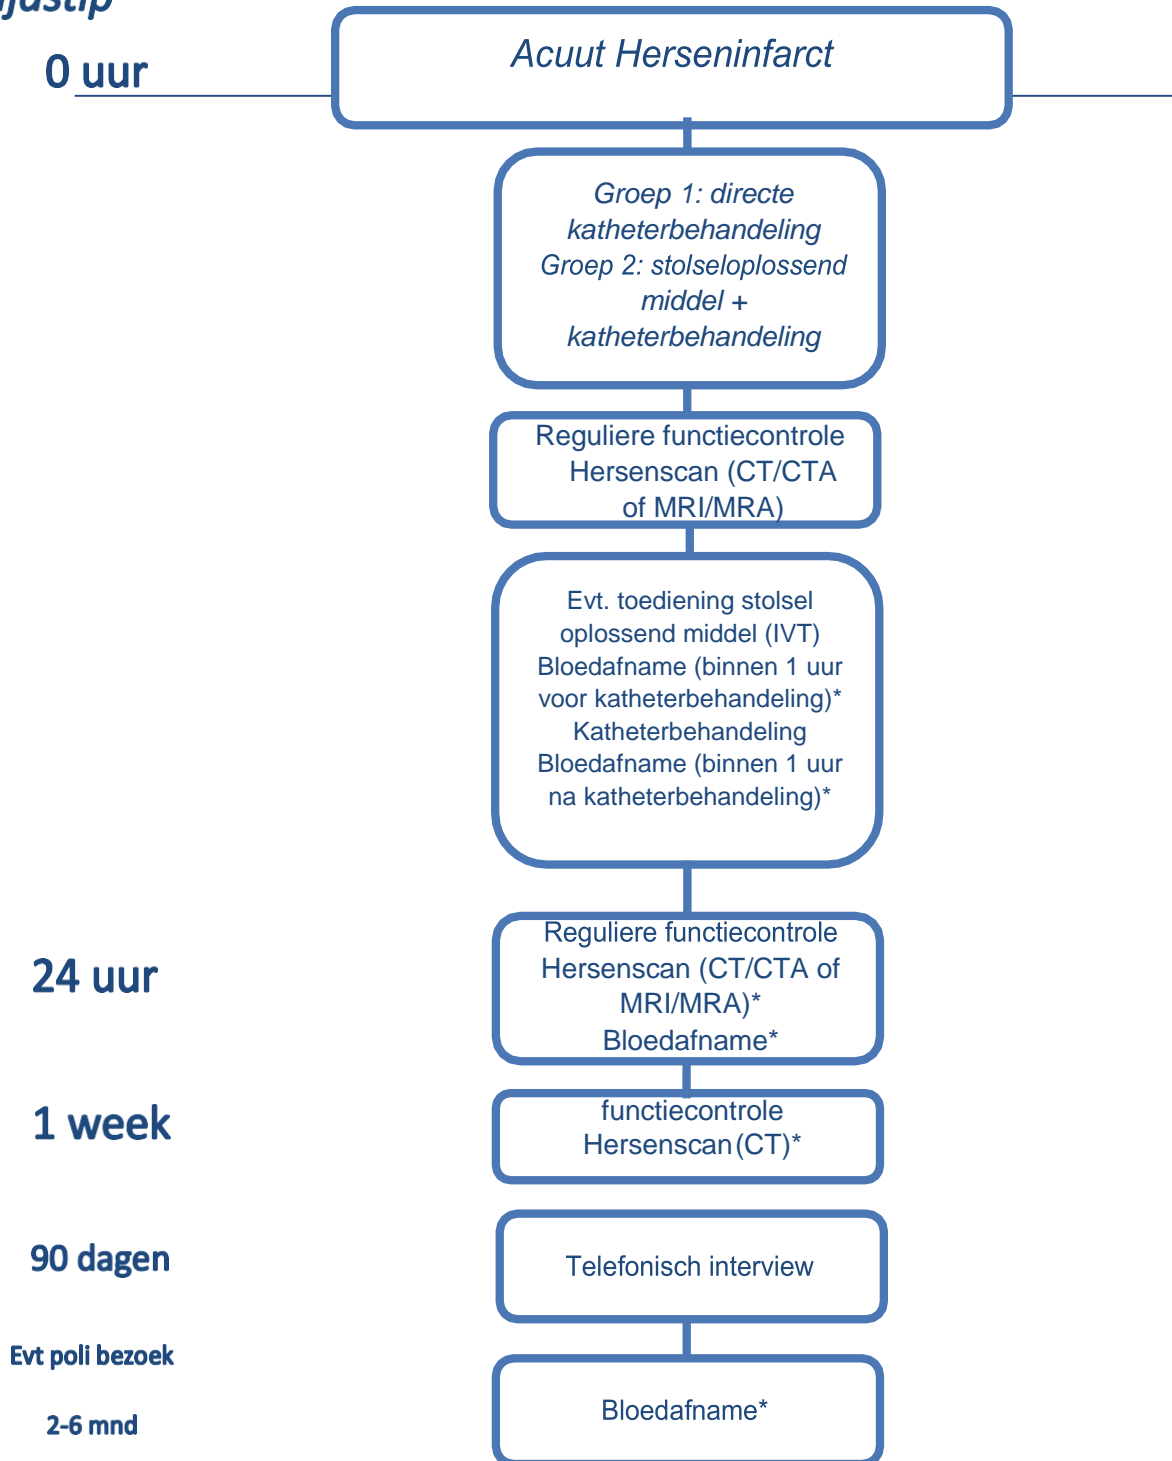 0 uur
Acuut Herseninfarct
Groep 1: directe
katheterbehandeling
Groep 2: stolseloplossend
middel +
katheterbehandeling
Reguliere functiecontrole
Hersenscan (CT/CTA
of MRI/MRA)
Evt. toediening stolsel
oplossend middel (IVT)
Bloedafname (binnen 1 uur
voor katheterbehandeling)*
Katheterbehandeling
Bloedafname (binnen 1 uur
na katheterbehandeling)*
24 uur
Reguliere functiecontrole
Hersenscan (CT/CTA of
MRI/MRA)*
Bloedafname*
1 week
functiecontrole
Hersenscan (CT)*
90 dagen
Telefonisch interview
Evt poli bezoek
2-6 mnd
Bloedafname*